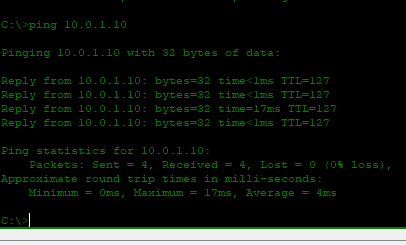 C:\>ping 10.0.1.10
Pinging 10.0.1.10 with 32 bytes of data:
Reply from 10.0.1.10: bytes=32 time<1ms TTL=127
Reply from 10.0.1.10: bytes=32 time<1ms TTL=127
Reply from 10.0.1.10: bytes=32 time=17ms TTL=127
Reply from 10.0.1.10: bytes=32 time<1ms TTL=127
Ping statistics for 10.0.1.10:
    Packets: Sent = 4, Received = 4, Lost = 0 (0% loss),
Approximate round trip times in milli-seconds:
    Minimum = 0ms, Maximum = 17ms, Average = 4ms
C:\>